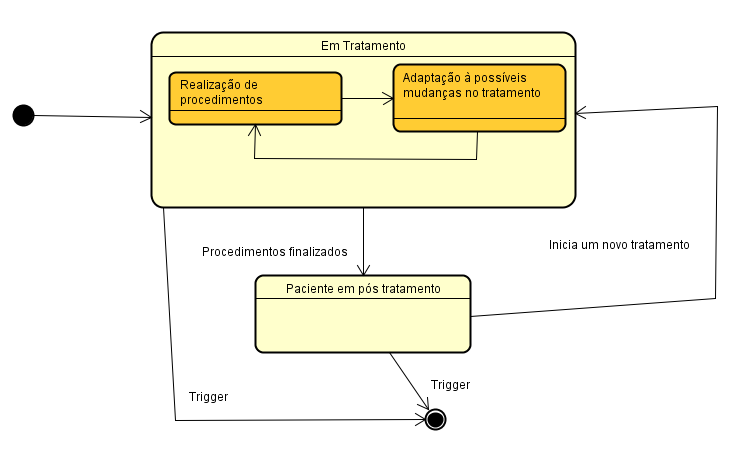 Em Tratamento
Realização de
procedimentos
Adaptação à possíveis
mudanças no tratamento
Procedimentos finalizados
Inicia um novo tratamento
Paciente em pós tratamento
Trigger
Trigger